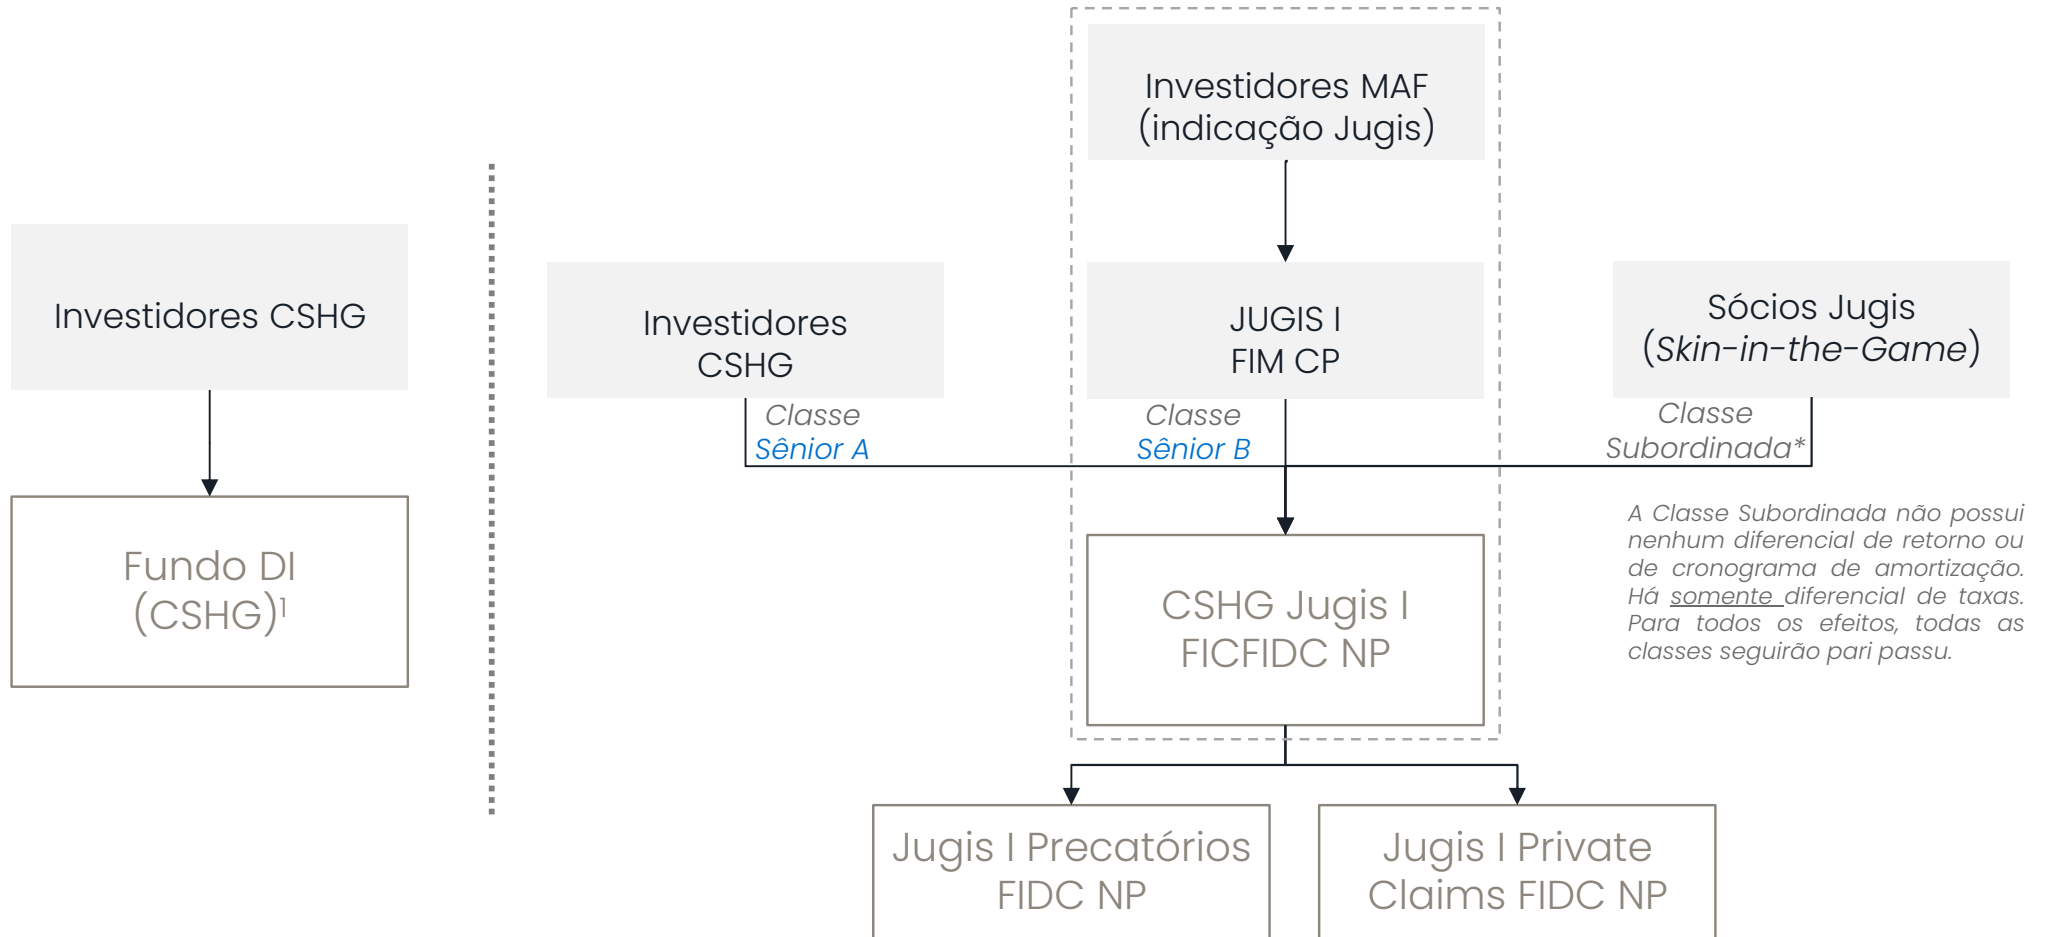 Investidores MAF
(indicação Jugis)
Investidores CSHG
Investidores
CSHG
JUGIS I
FIM CP
Sócios Jugis
(Skin-in-the-Game)
Classe
Sênior A
Classe
Sênior B
Classe
Subordinada*
A Classe Subordinada não possui
nenhum diferencial de retorno ou
de cronograma de amortização.
Há somente diferencial de taxas.
Para todos os efeitos, todas as
classes seguirão pari passu.
Fundo DI
(CSHG)¹
CSHG Jugis I
FICFIDC NP
Jugis I Precatórios
FIDC NP
Jugis I Private
Claims FIDC NP